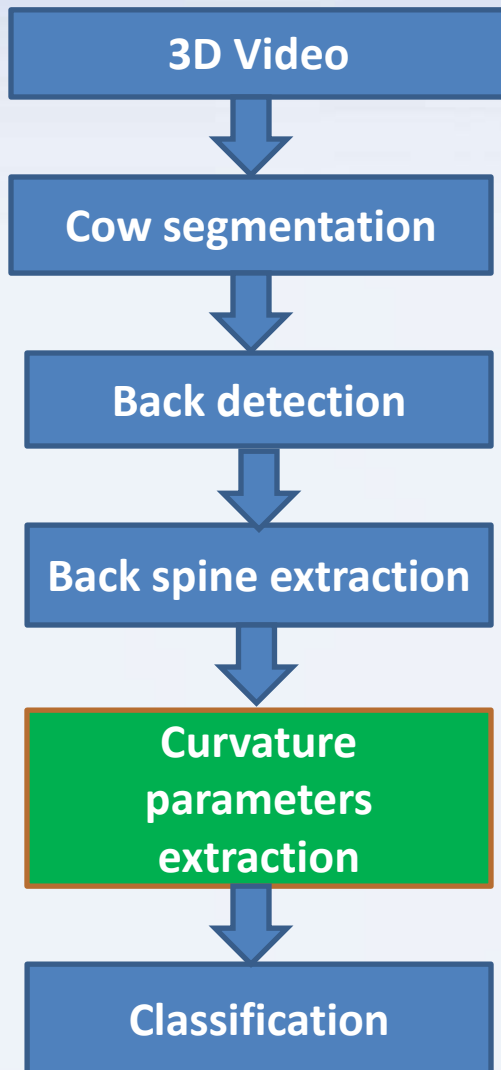 3D Video
Cow segmentation
Back detection
Back spine extraction
Curvature
parameters
extraction
Classification